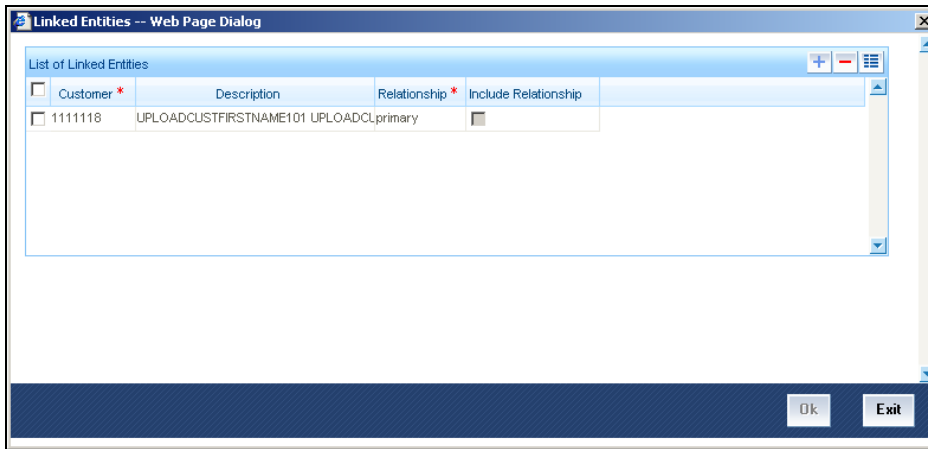 Linked Entities -- Web Page Dialog
List of Linked Entities
Customer * Description Relationship * Include Relationship
1111118 UPLOADCUSTFIRSTNAME101 primary
Ok Exit